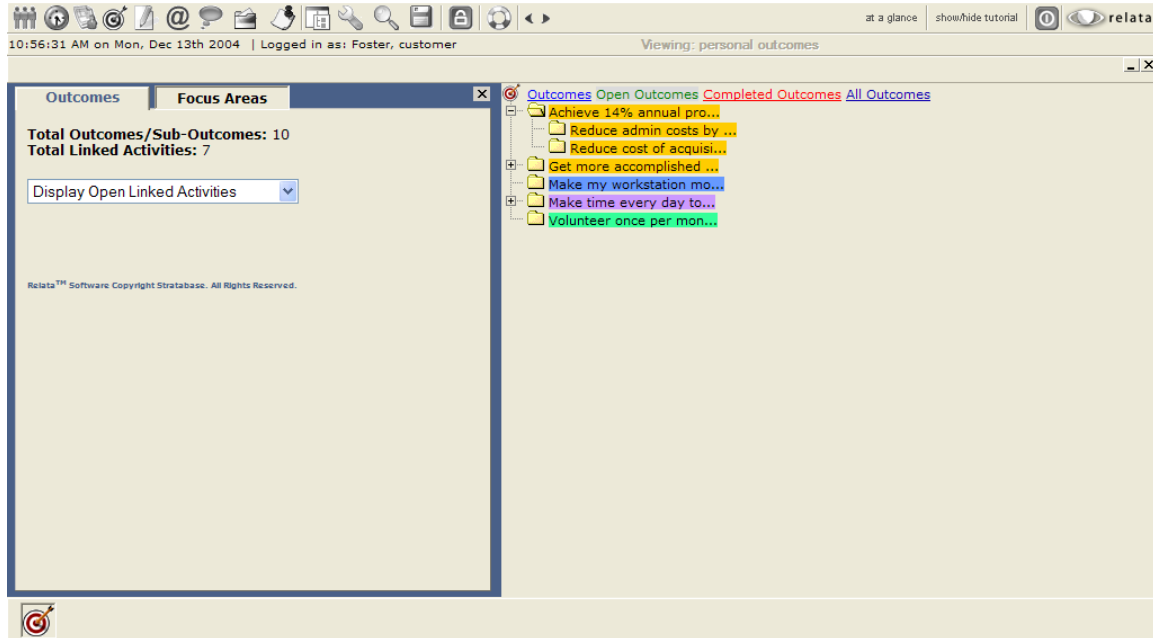 at a glance
show/hide tutorial
relata
10:56:31 AM on Mon, Dec 13th 2004 | Logged in as: Foster, customer
Viewing: personal outcomes
Outcomes
Focus Areas
Total Outcomes/Sub-Outcomes: 10
Total Linked Activities: 7
Display Open Linked Activities
Relata™ Software Copyright Stratabase. All Rights Reserved.
Outcomes Open Outcomes Completed Outcomes All Outcomes
Achieve 14% annual pro...
Reduce admin costs by ...
Reduce cost of acquisi...
Get more accomplished ...
Make my workstation mo...
Make time every day to...
Volunteer once per mon...